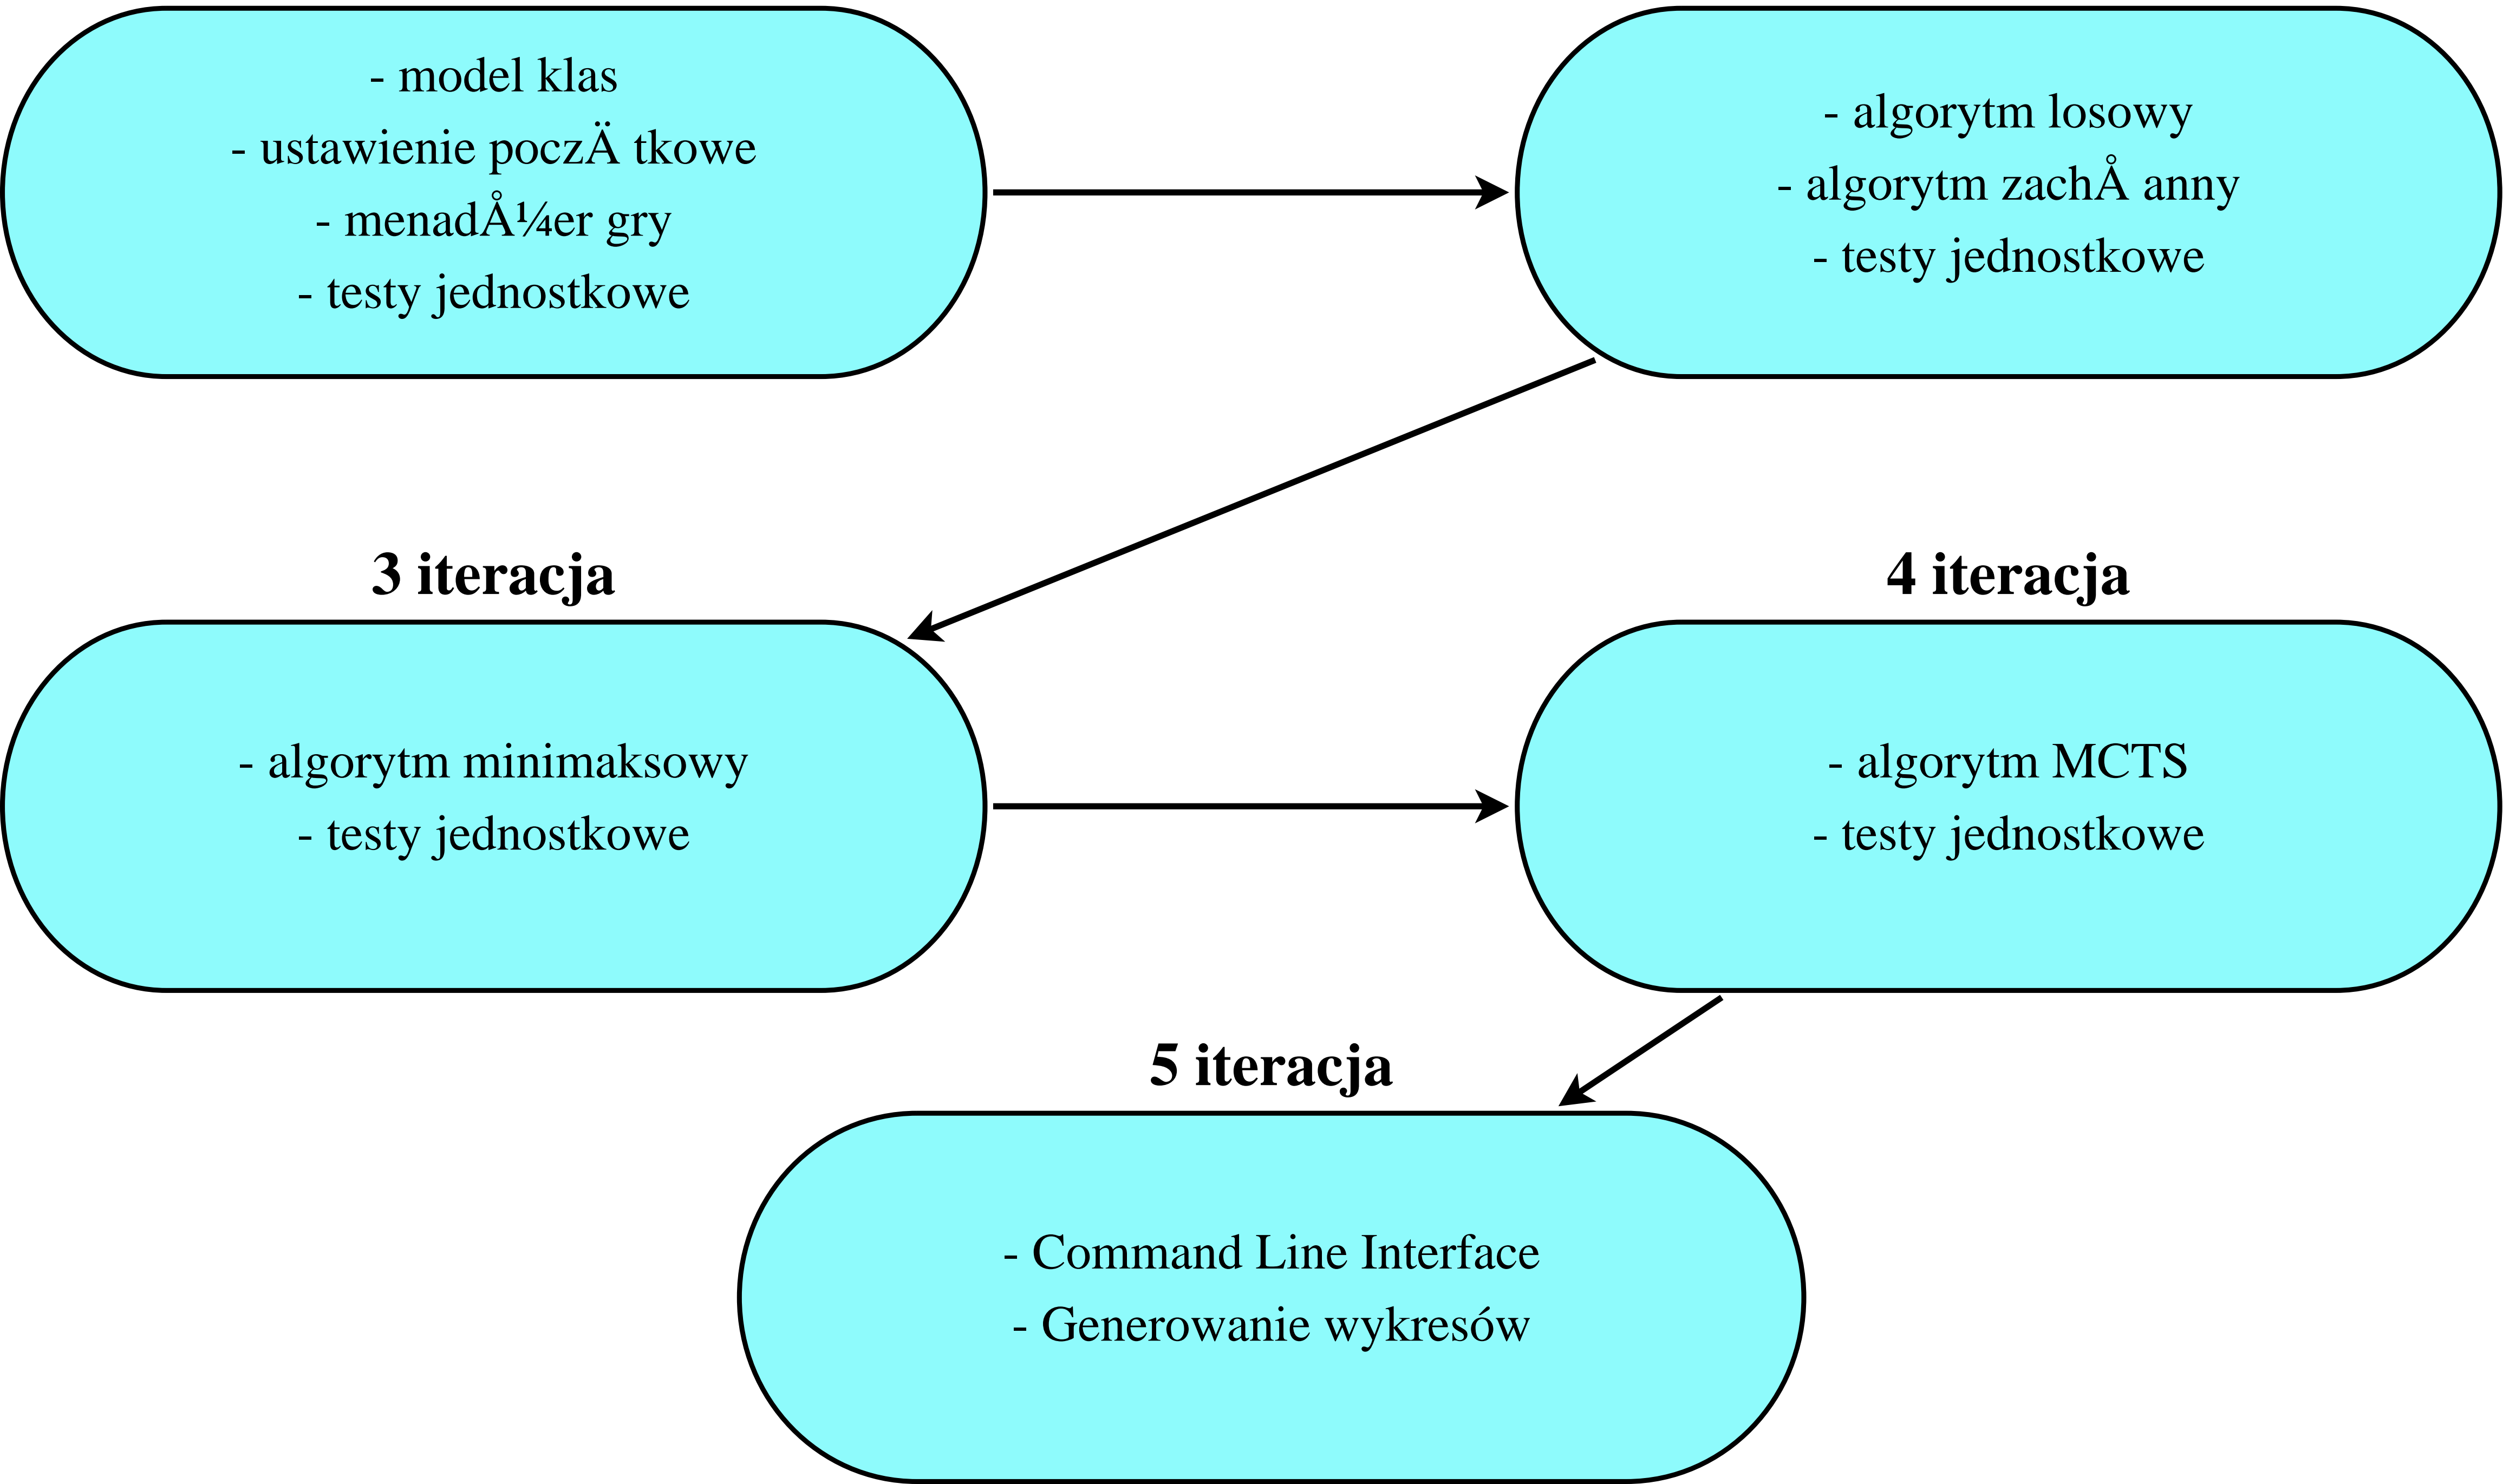 - model klas
- ustawienie poczÄ tkowe
- menadÅ¼er gry
- testy jednostkowe
- algorytm losowy
- algorytm zachÅ anny
- testy jednostkowe
3 iteracja
- algorytm minimaksowy
- testy jednostkowe
4 iteracja
- algorytm MCTS
- testy jednostkowe
5 iteracja
- Command Line Interface
- Generowanie wykresów